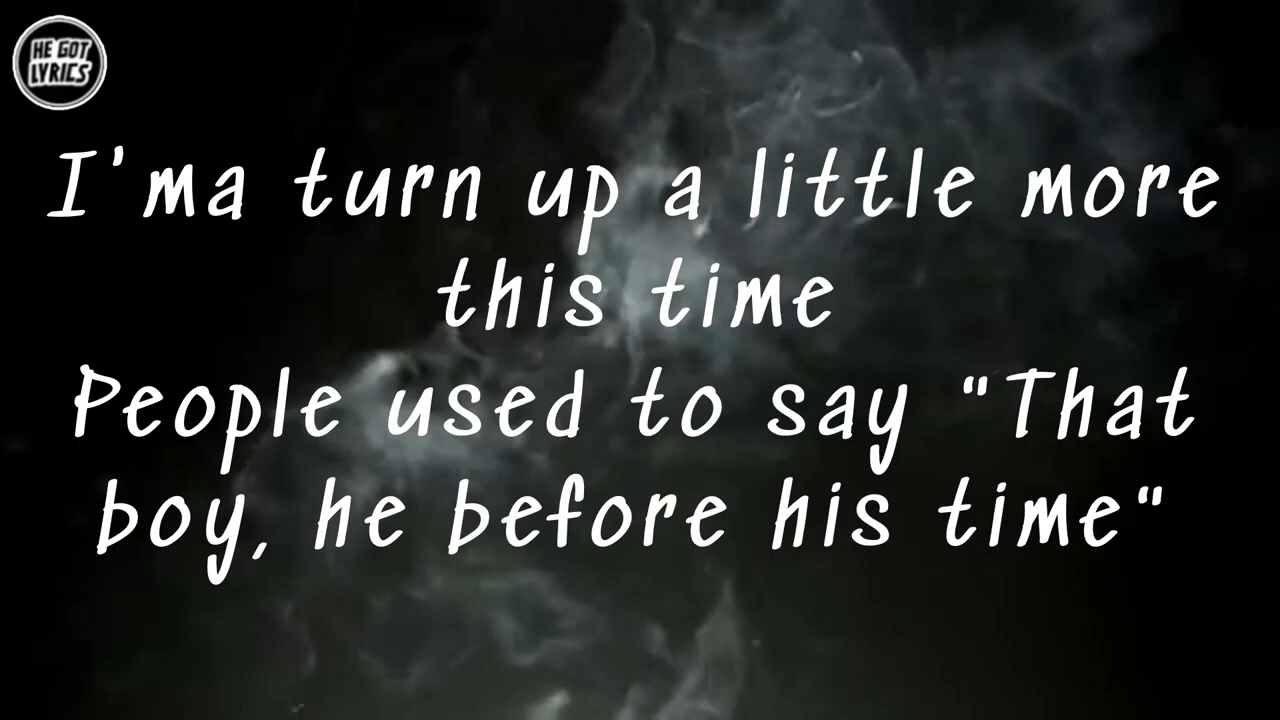 HE GOT
LYRICS
I'ma turn up a little more
this time
People used to say "That
boy, he before his time"